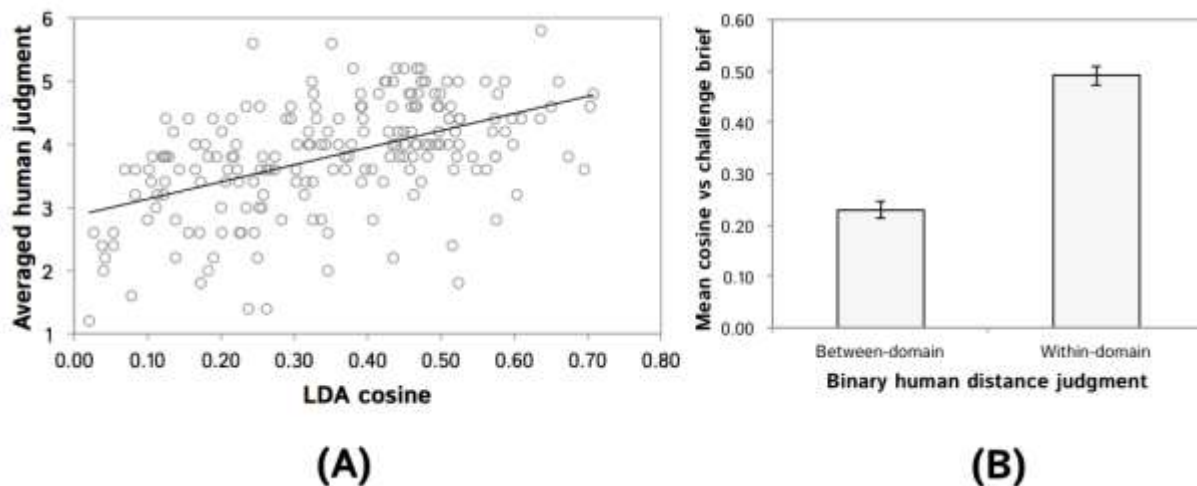 Averaged human judgment
6
5
4
3
2
1
0.00 0.10 0.20 0.30 0.40 0.50 0.60 0.70 0.80
LDA cosine
(A)
Mean cosine vs challenge brief
0.60
0.50
0.40
0.30
0.20
0.10
0.00
Between-domain Within-domain
Binary human distance judgment
(B)